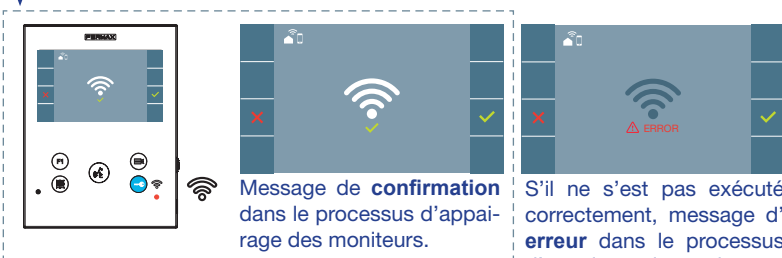 FERMAX
F1
ERROR
Message de confirmation
dans le processus d'appai-
rage des moniteurs.
S'il ne s'est pas exécuté
correctement, message d'
erreur dans le processus